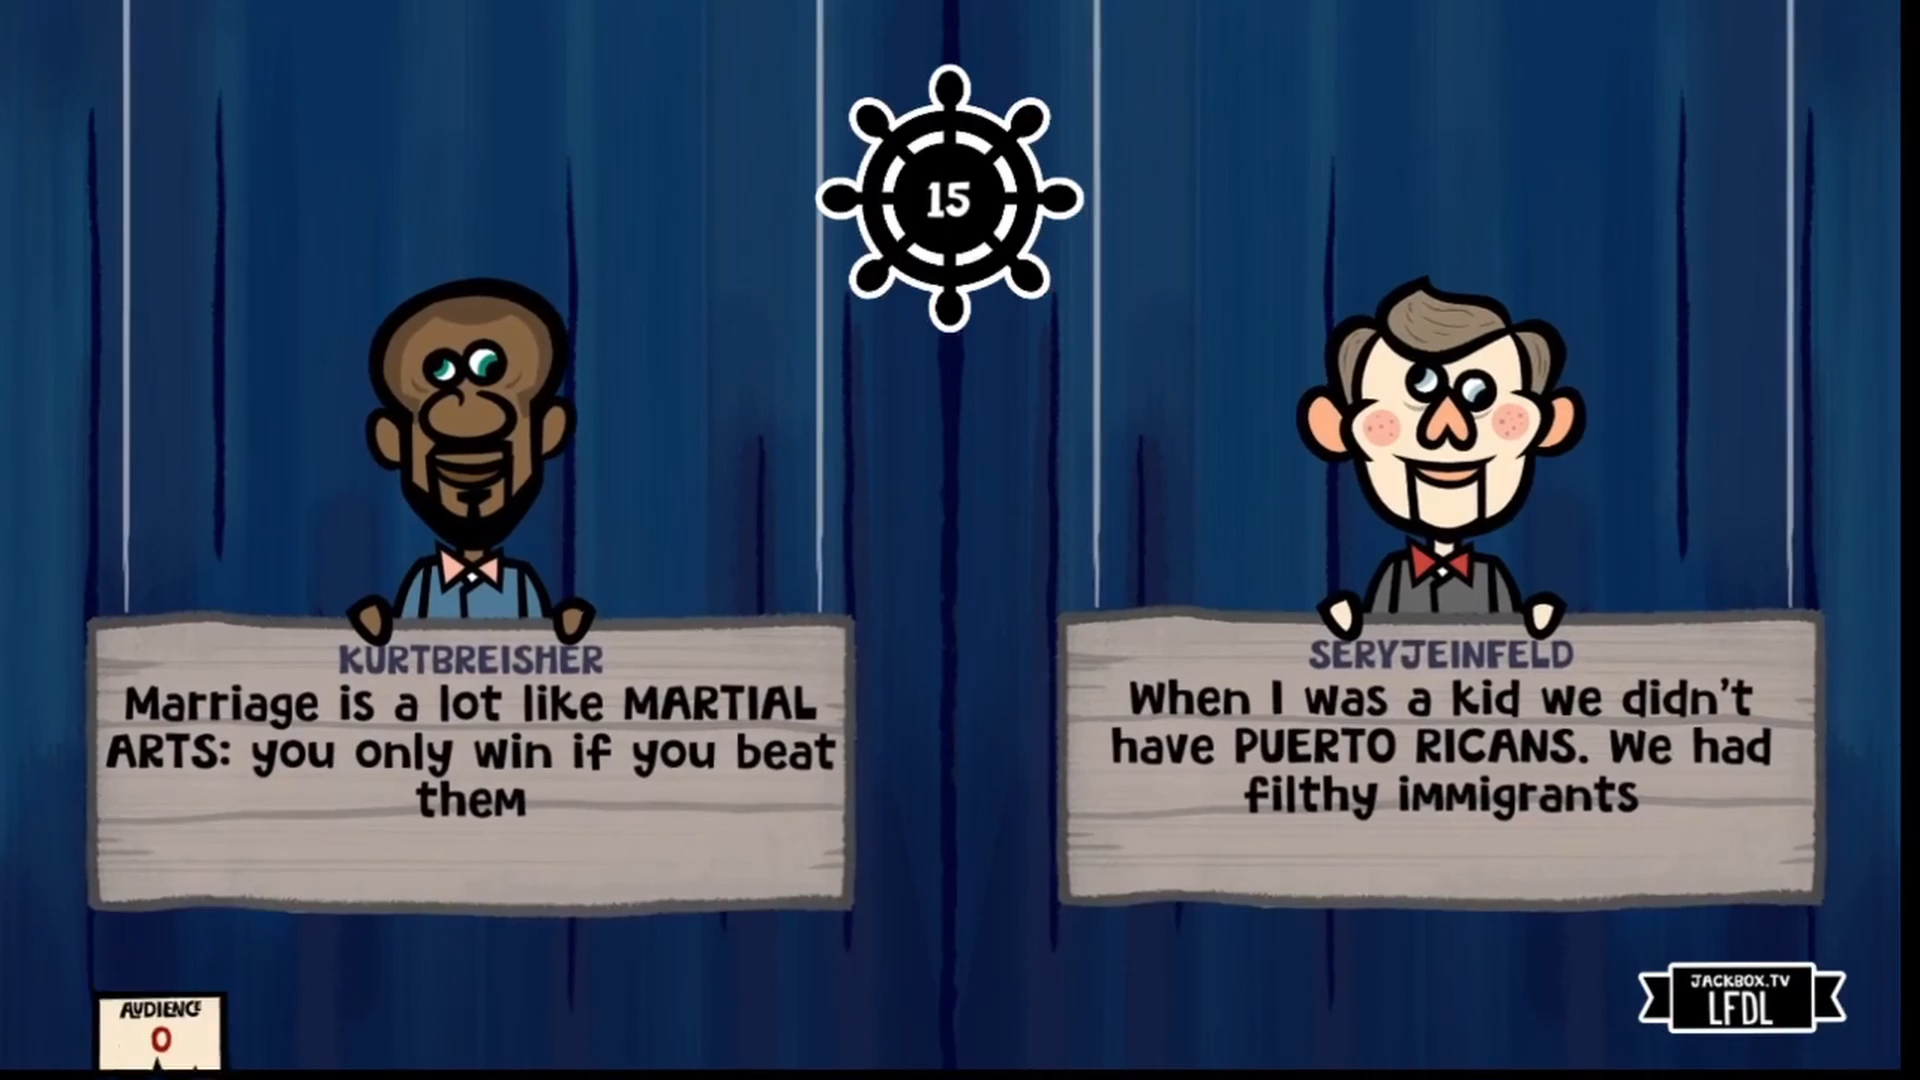 15
KURTBREISHER
Marriage is a lot like MARTIAL
ARTS: you only win if you beat
them
SERYJEINFELD
When I was a kid we didn't
have PUERTO RICANS. We had
filthy immigrants
AUDIENCE
0
JACKBOX.TV
LFDL